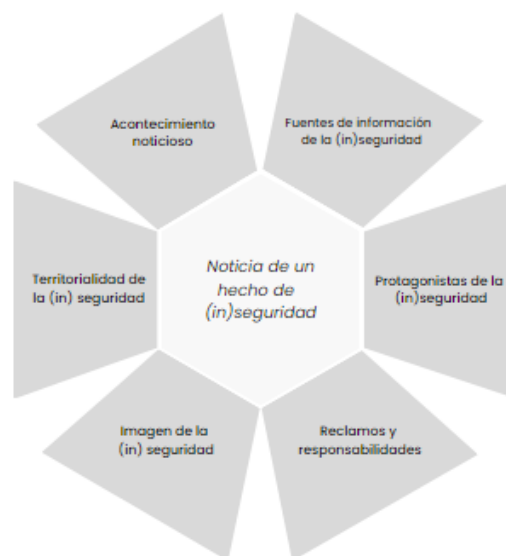 Acontecimiento
noticioso
Fuentes de información
de la (in)seguridad
Territorialidad de
la (in) seguridad
Noticia de un
hecho de
(in)seguridad
Protagonistas de la
(in)seguridad
Imagen de la
(in) seguridad
Reclamos y
responsabilidades